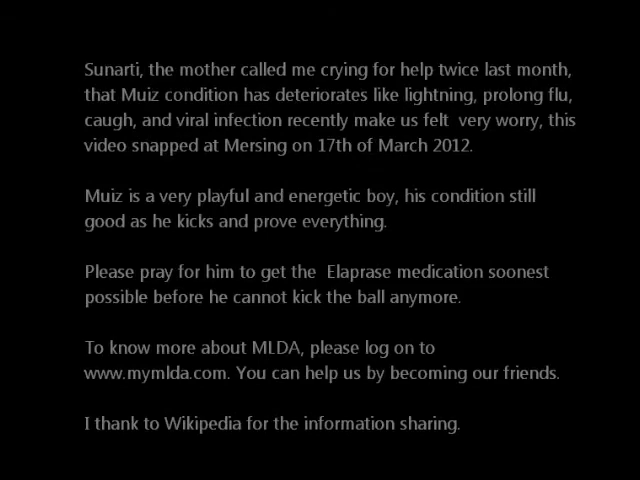 Sunarti, the mother called me crying for help twice last month,
that Muiz condition has deteriorates like lightning, prolong flu,
caugh, and viral infection recently make us felt  very worry, this
video snapped at Mersing on 17th of March 2012.
Muiz is a very playful and energetic boy, his condition still
good as he kicks and prove everything.
Please pray for him to get the  Elaprase medication soonest
possible before he cannot kick the ball anymore.
To know more about MLDA, please log on to
www.mymlda.com. You can help us by becoming our friends.
I thank to Wikipedia for the information sharing.